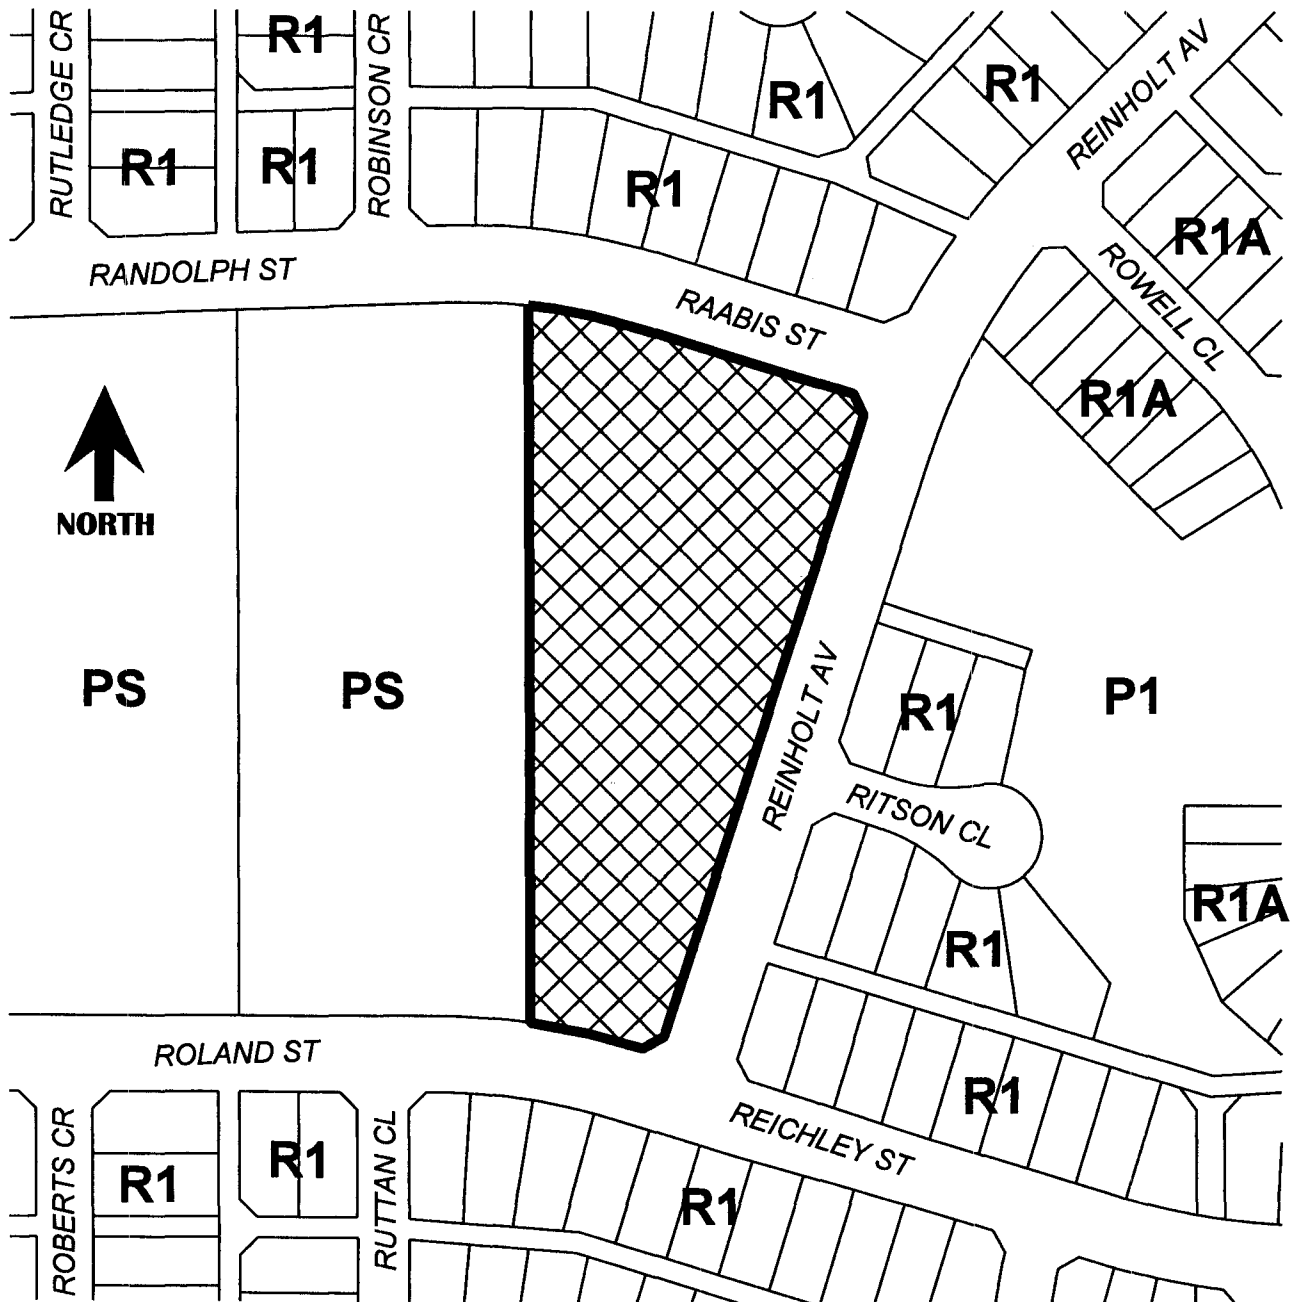 RUTLEDGE CR
R1
ROBINSON CR
R1
R1
REINHOLT AV
R1
R1
R1
R1A
RANDOLPH ST
RAABIS ST
ROWELL CL
R1A
NORTH
PS
PS
REINHOLT AV
R1
P1
RITSON CL
R1A
R1
ROLAND ST
R1
ROBERTS CR
R1
R1
RUTTAN CL
REICHLEY ST
R1